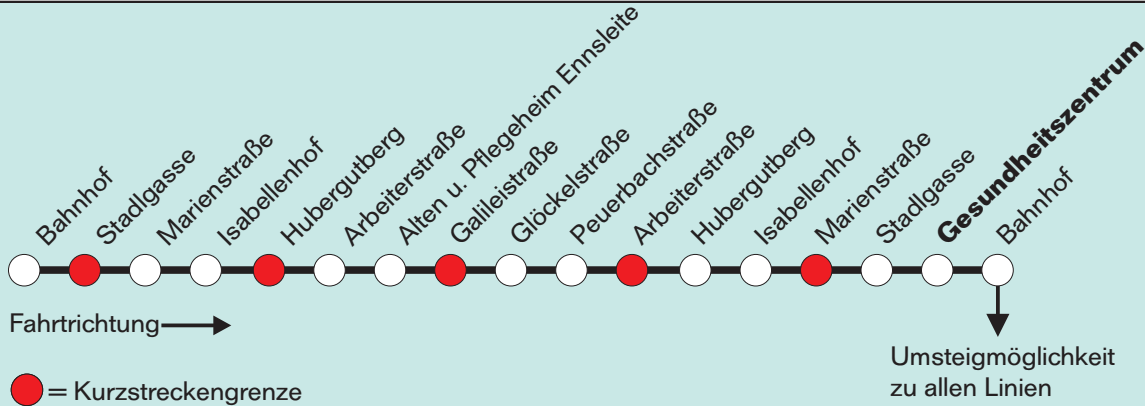 Bahnhof
Stadlgasse
Marienstraße
Isabellenhof
Hubergutberg
Arbeiterstraße
Alten u. Pflegeheim Ennsleite
Galileistraße
Glöckelstraße
Peuerbachstraße
Arbeiterstraße
Hubergutberg
Isabellenhof
Marienstraße
Stadlgasse
Gesundheitszentrum
Bahnhof
Fahrtrichtung
Umsteigmöglichkeit
zu allen Linien
= Kurzstreckengrenze